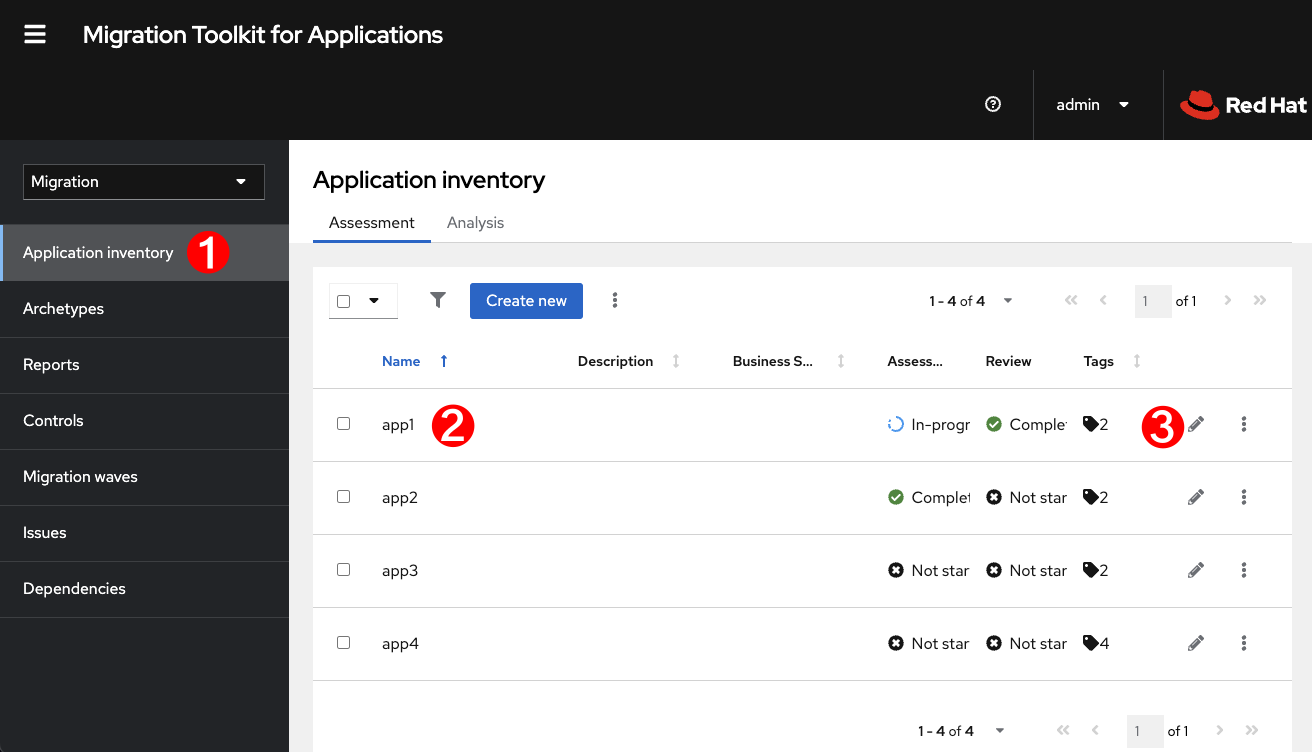 Migration Toolkit for Applications
admin
Red Hat
Migration
Application inventory 1
Archetypes
Reports
Controls
Migration waves
Issues
Dependencies
Application inventory
Assessment Analysis
Create new 1 - 4 of 4 1 of 1
Name Description Business S... Assess... Review Tags
app1 2 In-progr Complet 2 3
app2 Complet Not star 2
app3 Not star Not star 2
app4 Not star Not star 4
1 - 4 of 4 1 of 1